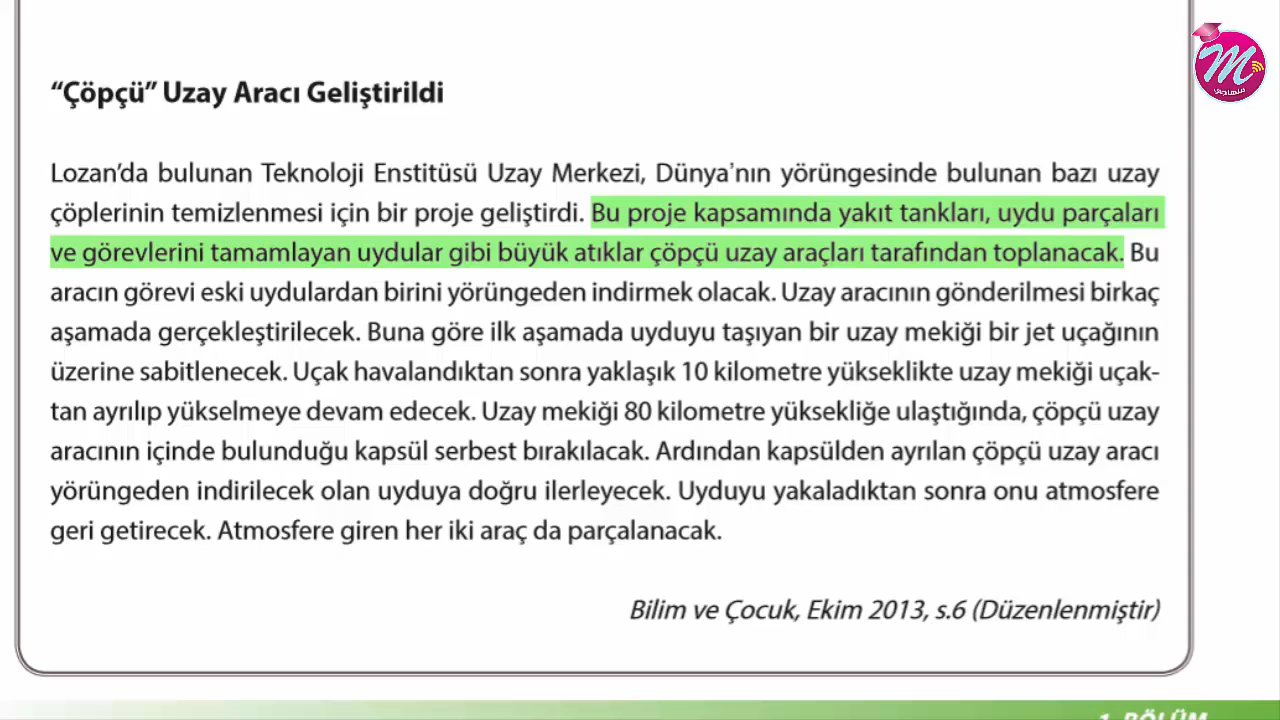 “Çöpçü” Uzay Aracı Geliştirildi
Lozan’da bulunan Teknoloji Enstitüsü Uzay Merkezi, Dünya’nın yörüngesinde bulunan bazı uzay
çöplerinin temizlenmesi için bir proje geliştirdi. Bu proje kapsamında yakıt tankları, uydu parçaları
ve görevlerini tamamlayan uydular gibi büyük atıklar çöpçü uzay araçları tarafından toplanacak. Bu
aracın görevi eski uydulardan birini yörüngeden indirmek olacak. Uzay aracının gönderilmesi birkaç
aşamada gerçekleştirilecek. Buna göre ilk aşamada uyduyu taşıyan bir uzay mekiği bir jet uçağının
üzerine sabitlenecek. Uçak havalandıktan sonra yaklaşık 10 kilometre yükseklikte uzay mekiği uçak-
tan ayrılıp yükselmeye devam edecek. Uzay mekiği 80 kilometre yüksekliğe ulaştığında, çöpçü uzay
aracının içinde bulunduğu kapsül serbest bırakılacak. Ardından kapsülden ayrılan çöpçü uzay aracı
yörüngeden indirilecek olan uyduya doğru ilerleyecek. Uyduyu yakaladıktan sonra onu atmosfere
geri getirecek. Atmosfere giren her iki araç da parçalanacak.
Bilim ve Çocuk, Ekim 2013, s.6 (Düzenlenmiştir)
1. BÖLÜM
M
منهاجي